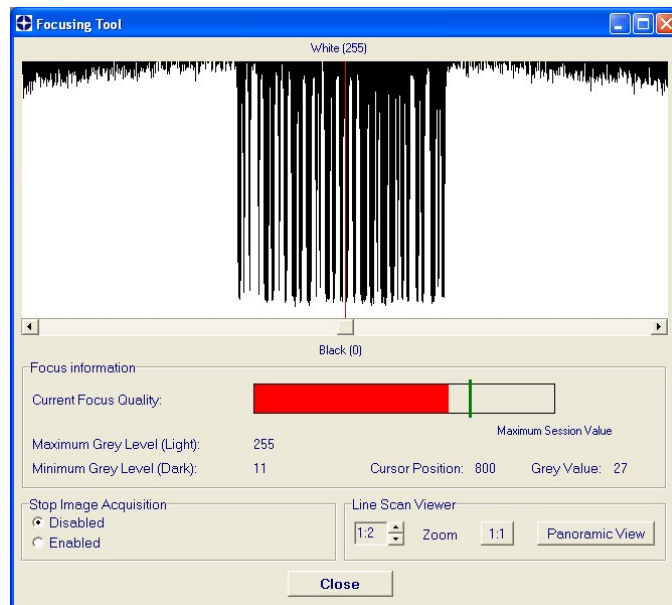 Focusing Tool
White (255)
Black (0)
Focus information
Current Focus Quality:
Maximum Session Value
Maximum Grey Level (Light): 255
Minimum Grey Level (Dark): 11 Cursor Position: 800 Grey Value: 27
Stop Image Acquisition
Disabled
Enabled
Line Scan Viewer
1:2 Zoom 1:1 Panoramic View
Close